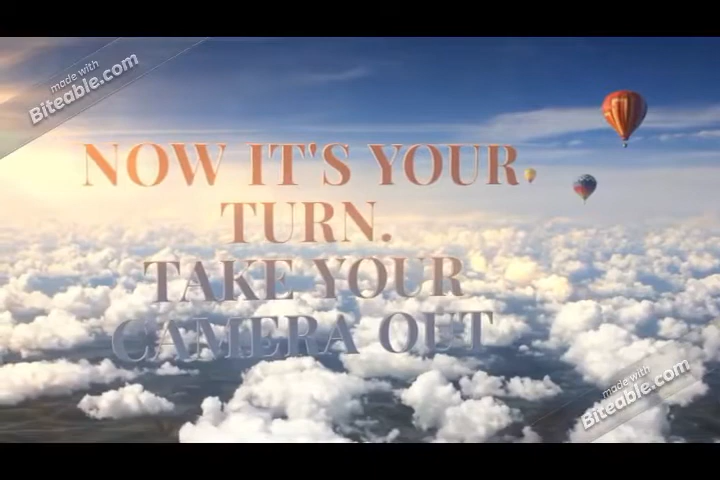 made with
Biteable.com
NOW IT'S YOUR
TURN.
TAKE YOUR
CAMERA OUT
made with
Biteable.com